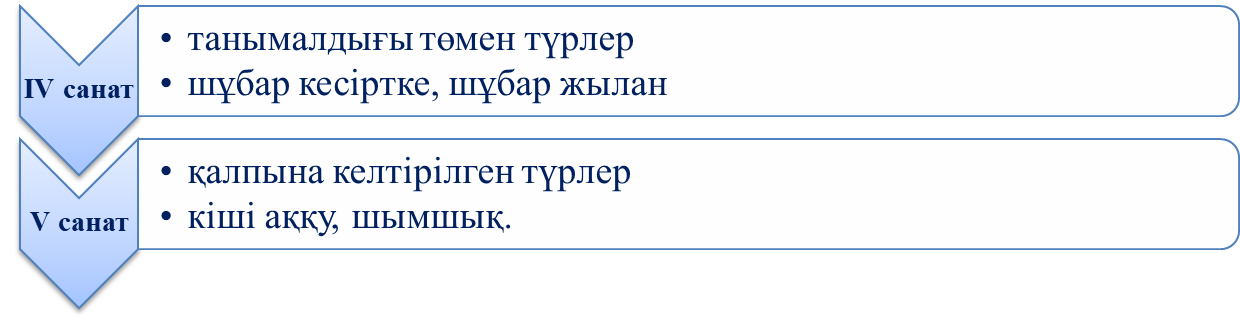 IV санат
• танымалдығы төмен түрлер
• шұбар кесіртке, шұбар жылан
V санат
• қалпына келтірілген түрлер
• кіші аққу, шымшық.